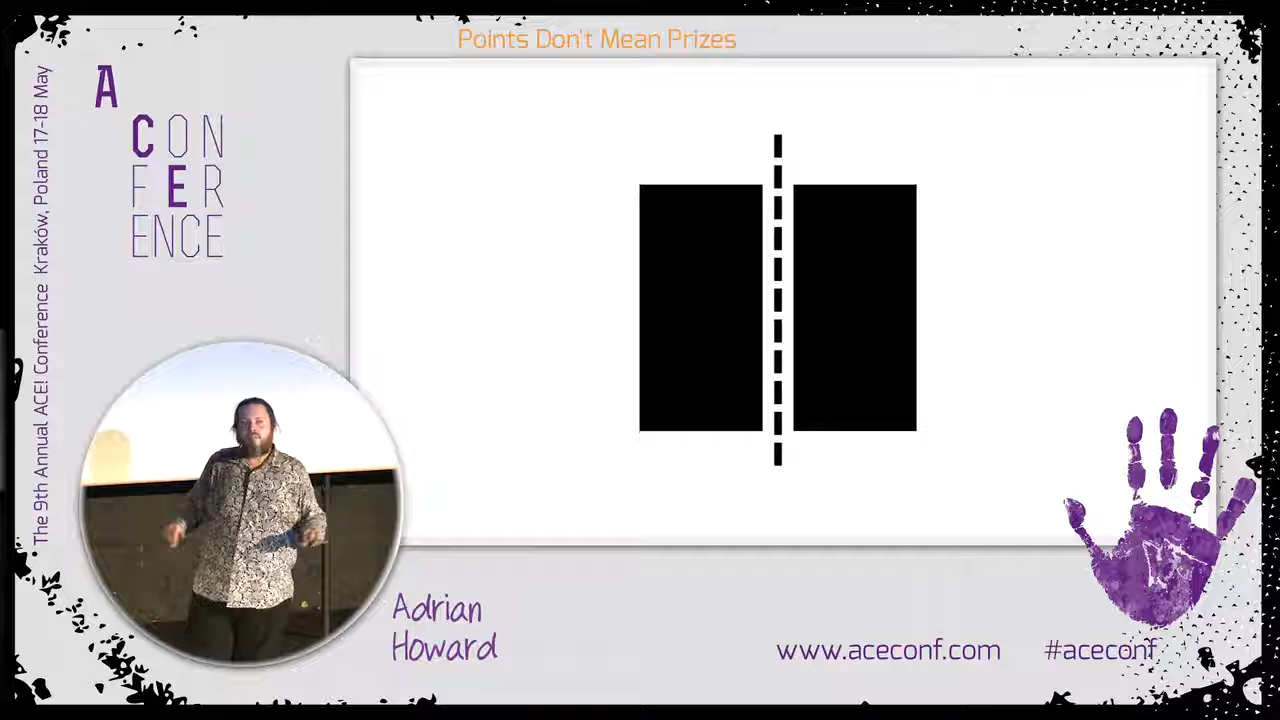 Points Don't Mean Prizes
The 9th Annual ACE! Conference Kraków, Poland 17-18 May
A
CON
FER
ENCE
Adrian
Howard
www.aceconf.com #aceconf